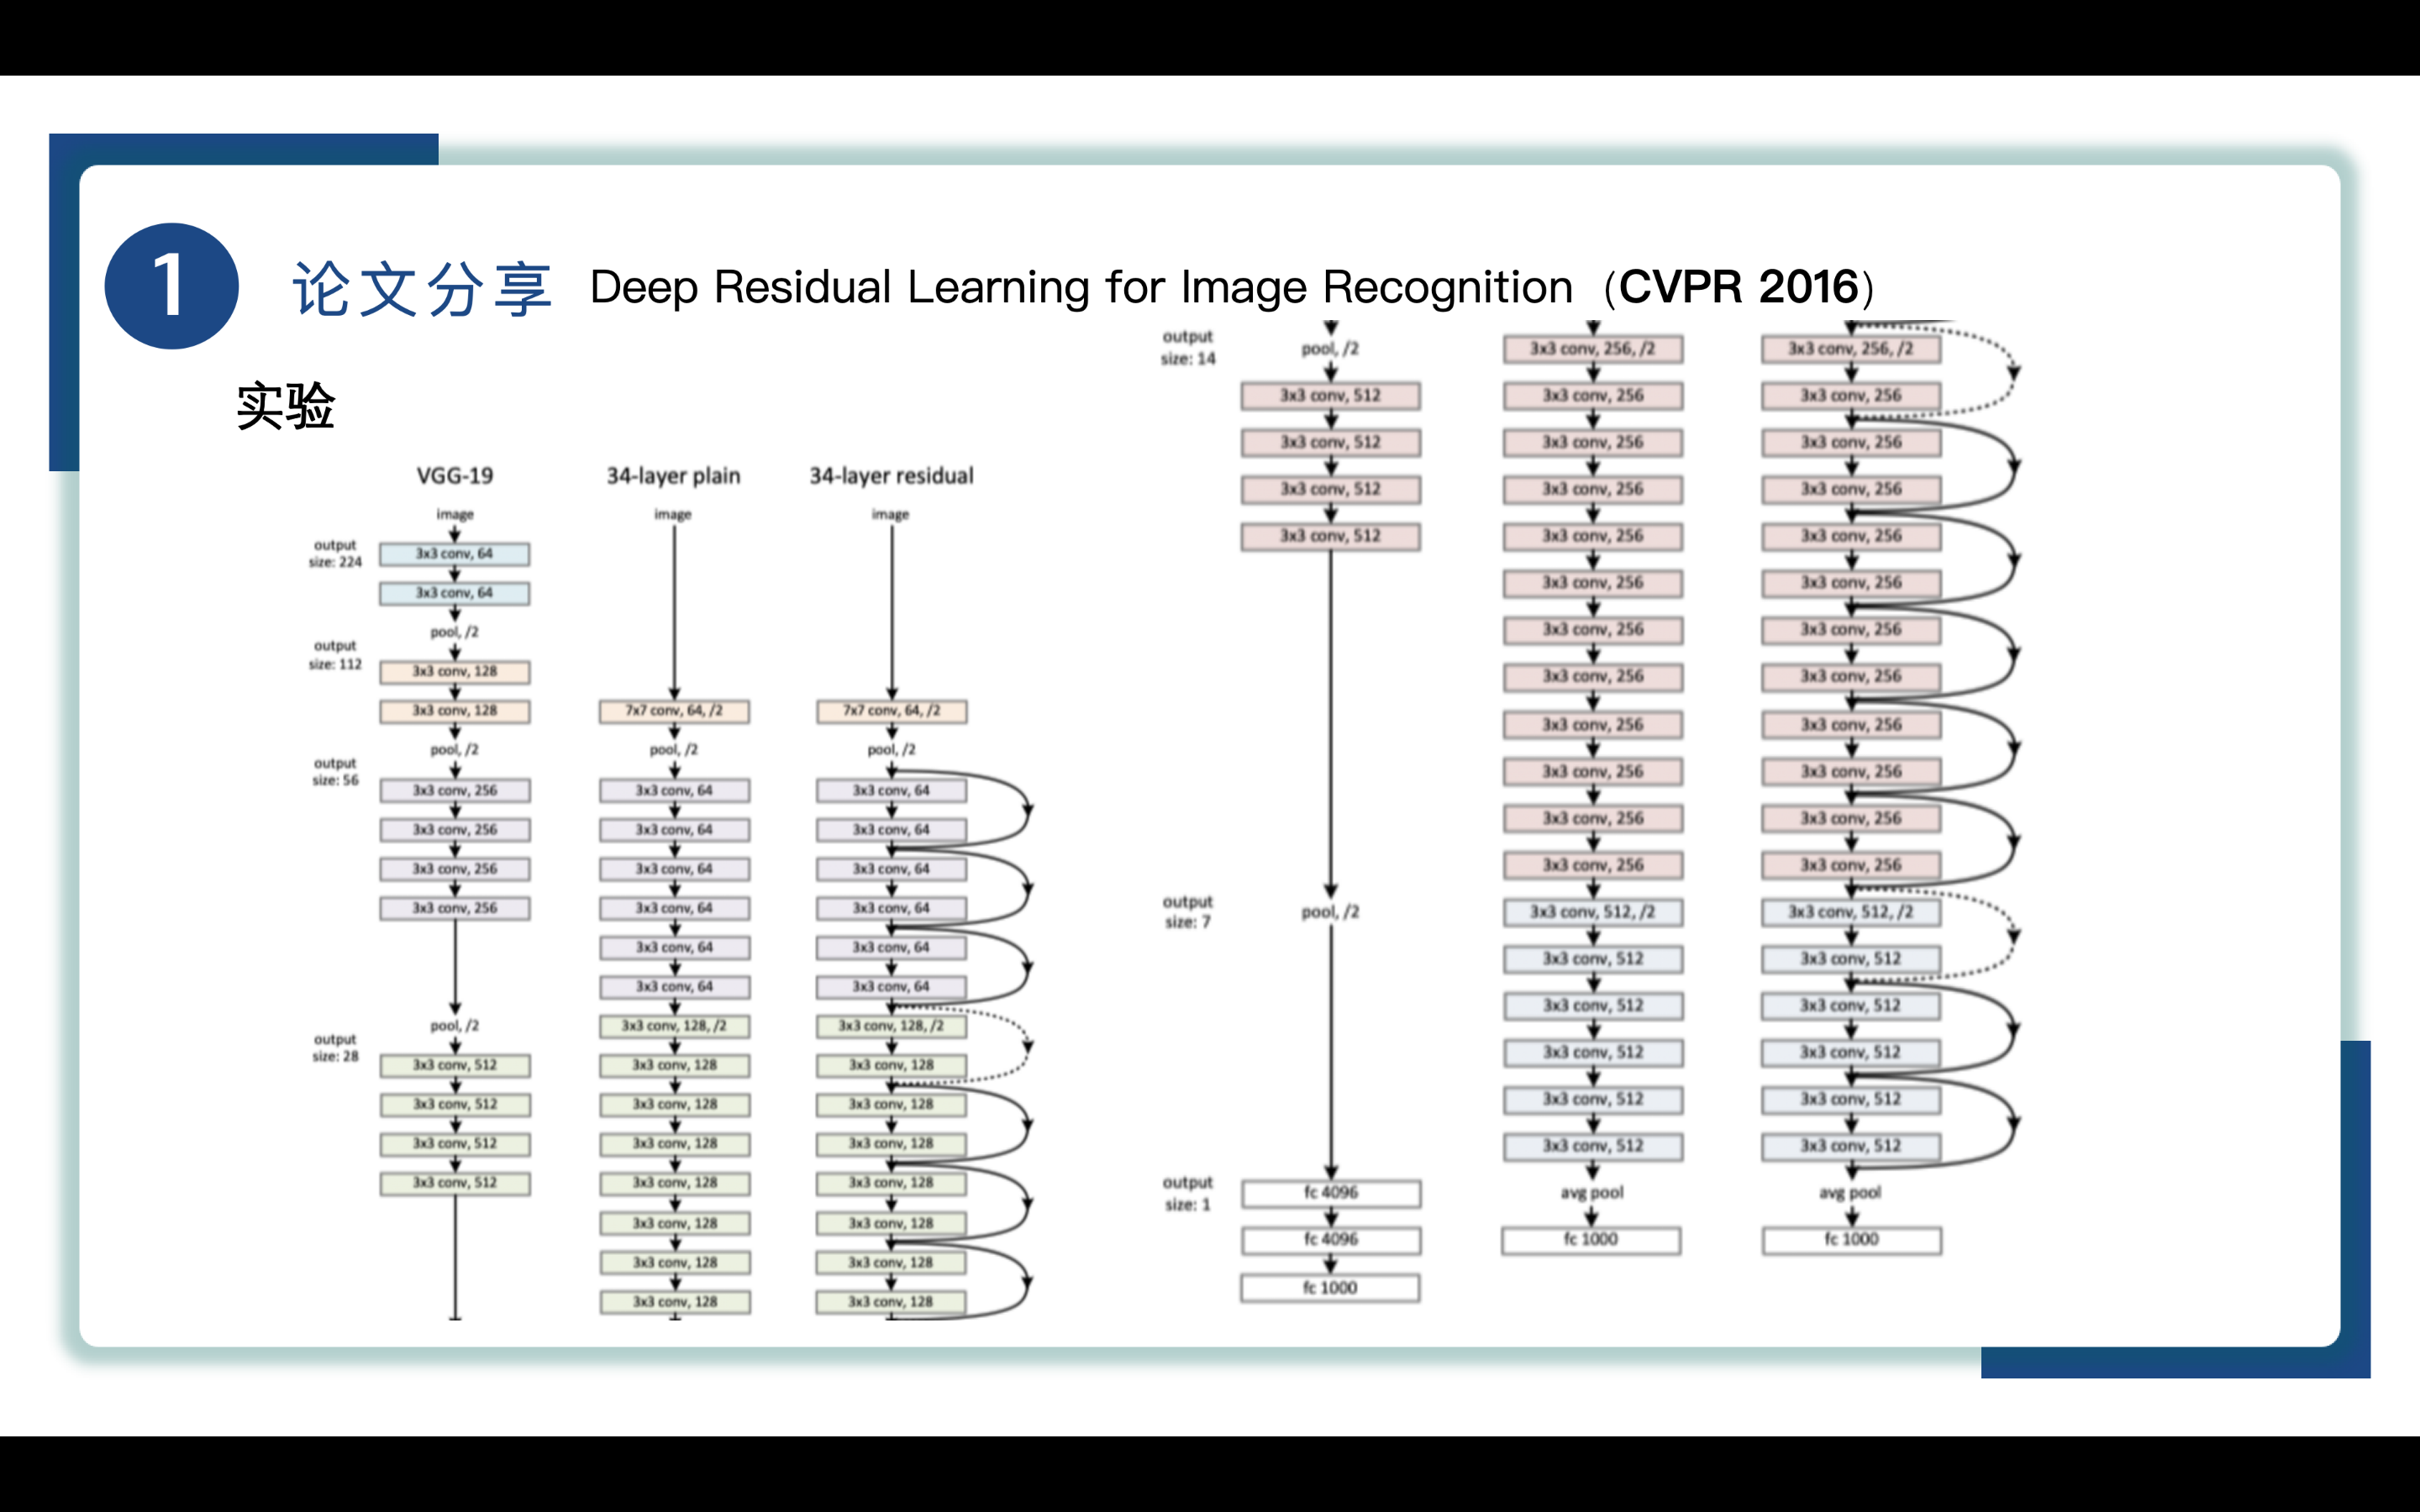 1
论文分享 Deep Residual Learning for Image Recognition（CVPR 2016）
实验
VGG-19
image
output
size: 224
3x3 conv, 64
3x3 conv, 64
pool, /2
output
size: 112
3x3 conv, 128
3x3 conv, 128
pool, /2
output
size: 56
3x3 conv, 256
3x3 conv, 256
3x3 conv, 256
3x3 conv, 256
pool, /2
output
size: 28
3x3 conv, 512
3x3 conv, 512
3x3 conv, 512
3x3 conv, 512
34-layer plain
image
7x7 conv, 64, /2
pool, /2
3x3 conv, 64
3x3 conv, 64
3x3 conv, 64
3x3 conv, 64
3x3 conv, 64
3x3 conv, 64
3x3 conv, 128, /2
3x3 conv, 128
3x3 conv, 128
3x3 conv, 128
3x3 conv, 128
3x3 conv, 128
3x3 conv, 128
3x3 conv, 128
34-layer residual
image
7x7 conv, 64, /2
pool, /2
3x3 conv, 64
3x3 conv, 64
3x3 conv, 64
3x3 conv, 64
3x3 conv, 64
3x3 conv, 64
3x3 conv, 128, /2
3x3 conv, 128
3x3 conv, 128
3x3 conv, 128
3x3 conv, 128
3x3 conv, 128
3x3 conv, 128
3x3 conv, 128
output
size: 14
pool, /2
3x3 conv, 512
3x3 conv, 512
3x3 conv, 512
3x3 conv, 512
output
size: 7
pool, /2
output
size: 1
fc 4096
fc 4096
fc 1000
3x3 conv, 256, /2
3x3 conv, 256
3x3 conv, 256
3x3 conv, 256
3x3 conv, 256
3x3 conv, 256
3x3 conv, 256
3x3 conv, 256
3x3 conv, 256
3x3 conv, 256
3x3 conv, 256
3x3 conv, 256
3x3 conv, 512, /2
3x3 conv, 512
3x3 conv, 512
3x3 conv, 512
3x3 conv, 512
3x3 conv, 512
avg pool
fc 1000
3x3 conv, 256, /2
3x3 conv, 256
3x3 conv, 256
3x3 conv, 256
3x3 conv, 256
3x3 conv, 256
3x3 conv, 256
3x3 conv, 256
3x3 conv, 256
3x3 conv, 256
3x3 conv, 256
3x3 conv, 256
3x3 conv, 512, /2
3x3 conv, 512
3x3 conv, 512
3x3 conv, 512
3x3 conv, 512
3x3 conv, 512
avg pool
fc 1000